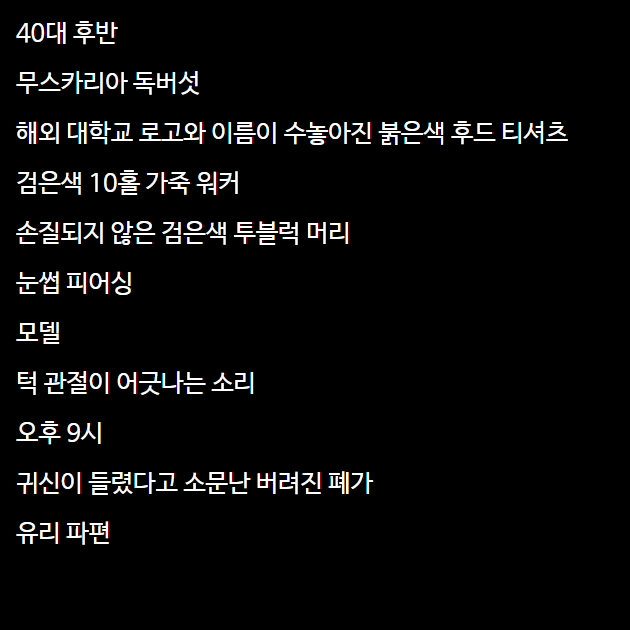 40대 후반
무스카리아 독버섯
해외 대학교 로고와 이름이 수놓아진 붉은색 후드 티셔츠
검은색 10홀 가죽 워커
손질되지 않은 검은색 투블럭 머리
눈썹 피어싱
모델
턱 관절이 어긋나는 소리
오후 9시
귀신이 들렸다고 소문난 버려진 폐가
유리 파편